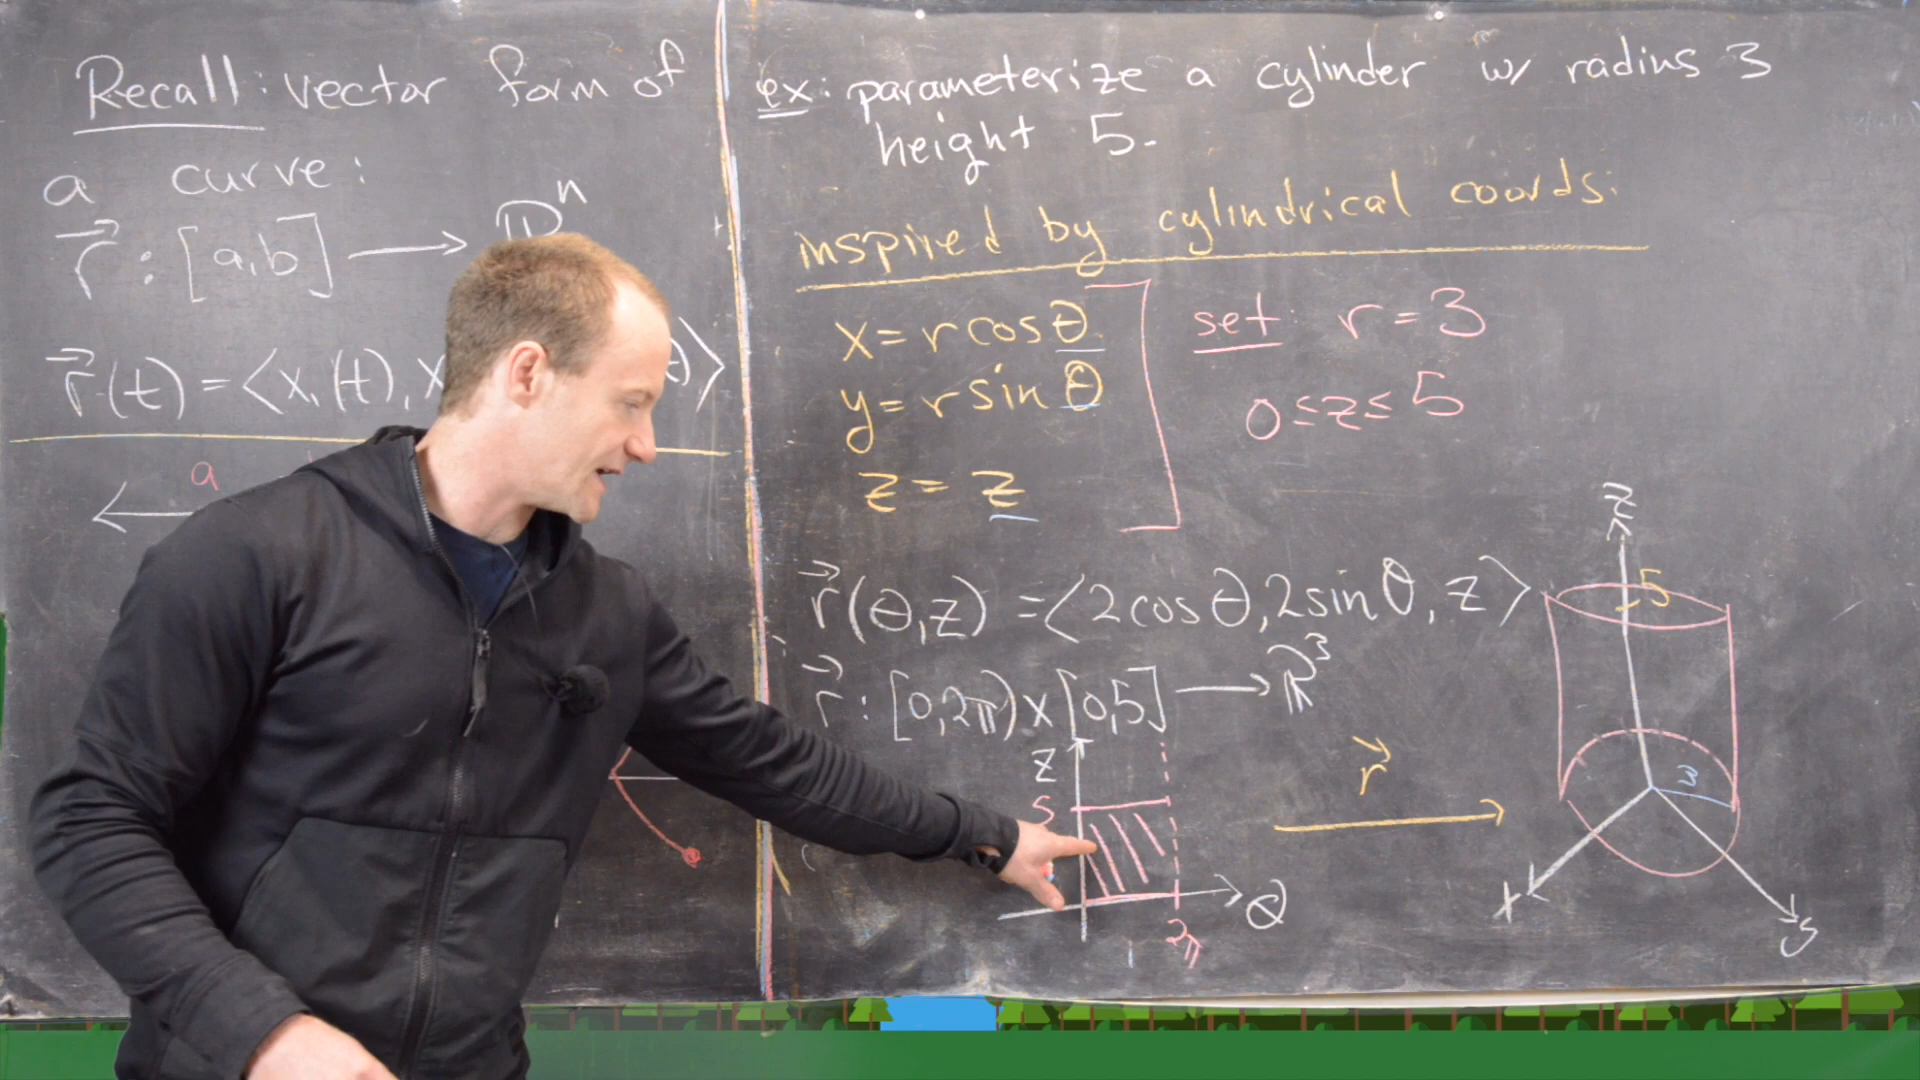 Recall: vector form of
a curve:
r⃗ : [a,b] → ℝⁿ
r⃗(t) = ⟨x₁(t), x
t)⟩
a
ex: parameterize a cylinder w/ radius 3
height 5.
inspired by cylindrical coords:
x = r cos θ
y = r sin θ
z = z
set r = 3
0 ≤ z ≤ 5
r⃗(θ,z) = ⟨2cos θ, 2sin θ, z⟩
r⃗ : [0,2π) × [0,5] → ℝ³
z
5
θ
2π
r⃗
z
5
3
x
y